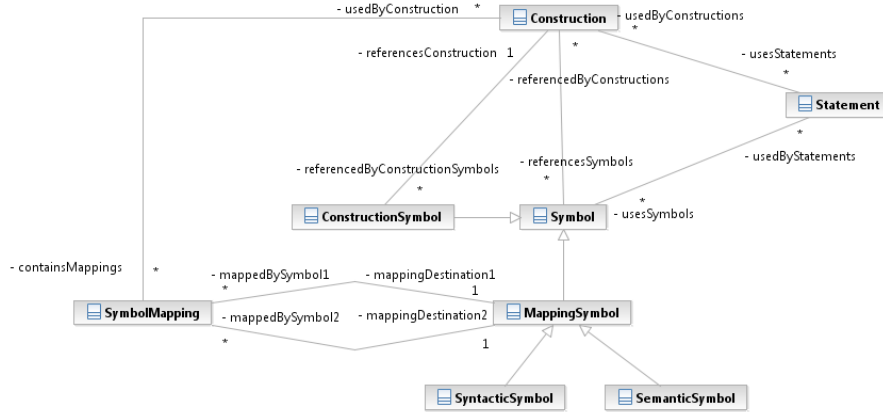 - usedByConstruction
*
Construction
- usedByConstructions
*
- referencesConstruction
1
*
- usesStatements
- referencedByConstructions
*
Statement
*
- usedByStatements
- referencedByConstructionSymbols
- referencesSymbols
*
*
*
ConstructionSymbol
Symbol
- usesSymbols
- containsMappings
*
- mappedBySymbol1
- mappingDestination1
*
1
SymbolMapping
- mappedBySymbol2
- mappingDestination2
MappingSymbol
*
1
SyntacticSymbol
SemanticSymbol